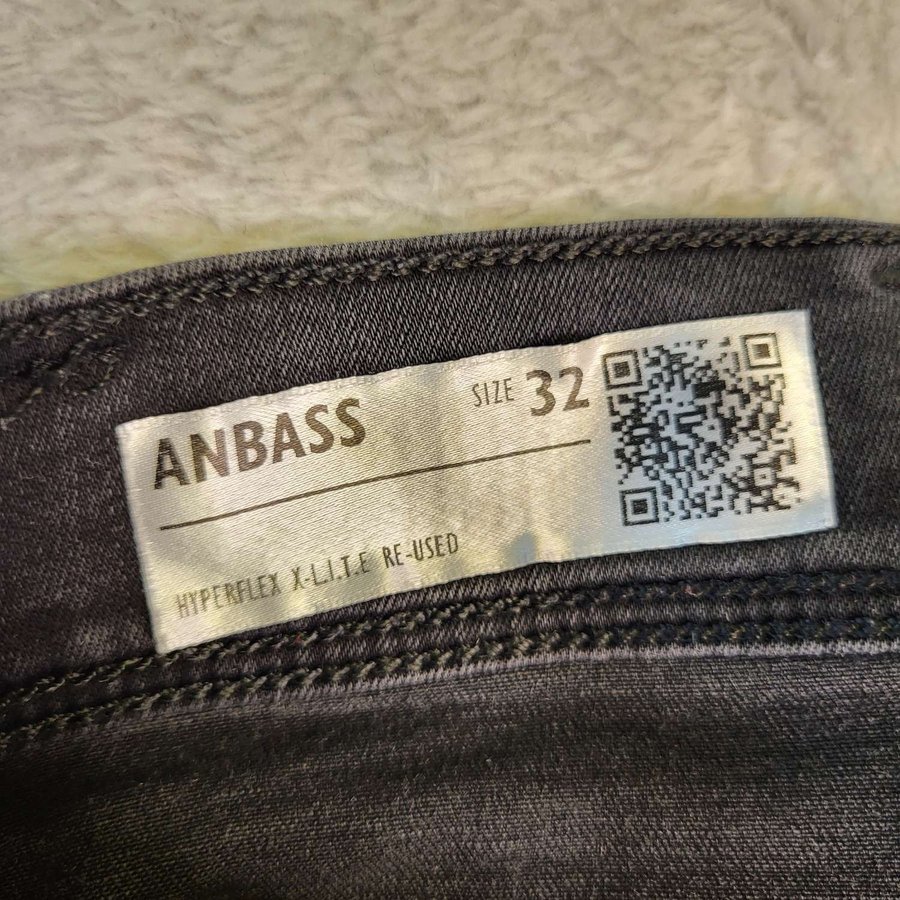 ANBASS SIZE 32
HYPERFLEX X-L.I.T.E RE-USED